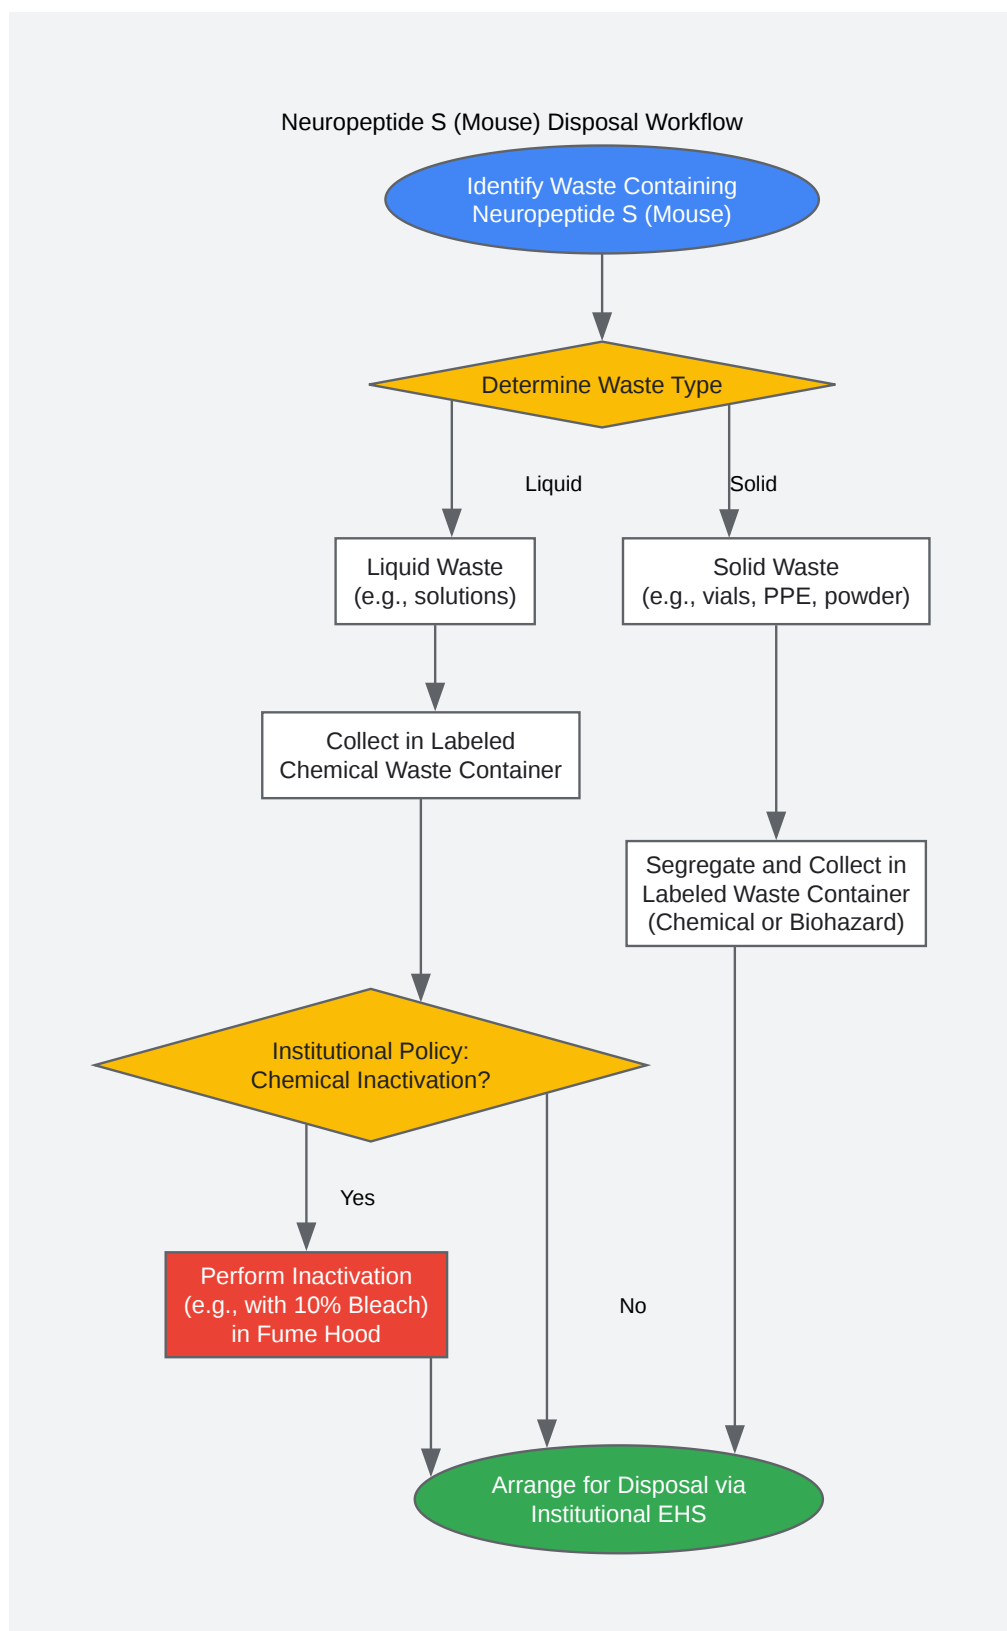 Neuropeptide S (Mouse) Disposal Workflow
Identify Waste Containing
Neuropeptide S (Mouse)
Determine Waste Type
Liquid
Solid
Liquid Waste
(e.g., solutions)
Solid Waste
(e.g., vials, PPE, powder)
Collect in Labeled
Chemical Waste Container
Segregate and Collect in
Labeled Waste Container
(Chemical or Biohazard)
Institutional Policy:
Chemical Inactivation?
Yes
Perform Inactivation
(e.g., with 10% Bleach)
in Fume Hood
No
Arrange for Disposal via
Institutional EHS